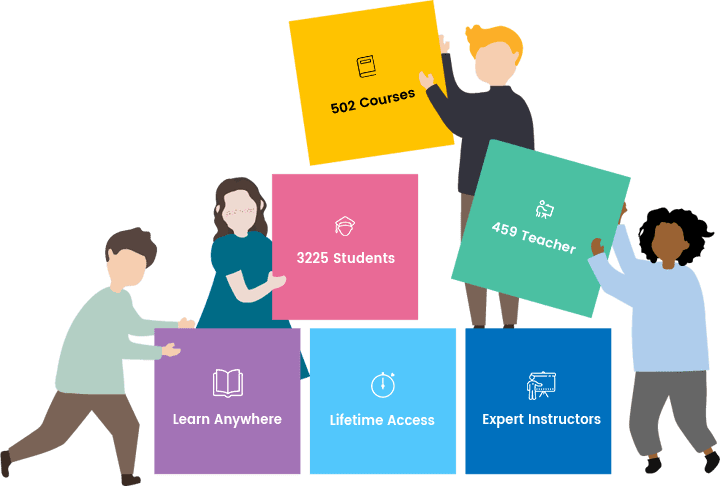 502 Courses
459 Teacher
3225 Students
Learn Anywhere
Lifetime Access
Expert Instructors